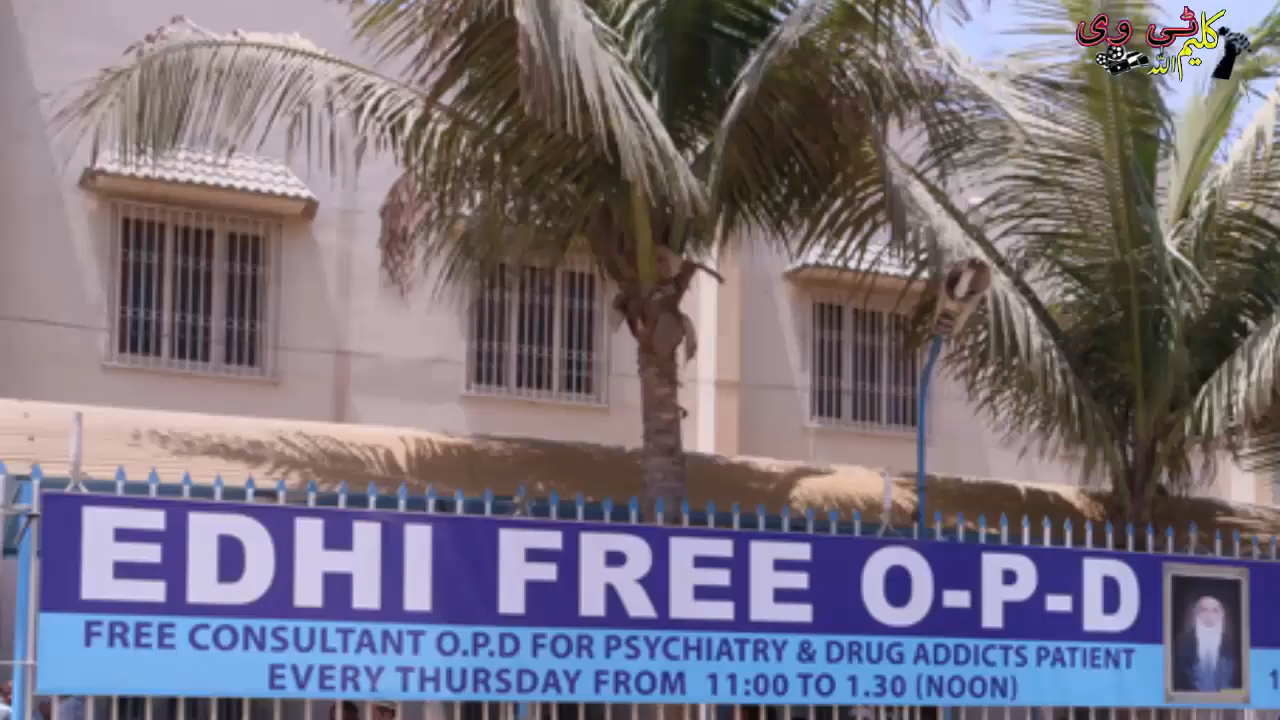 کلیم اللہ ٹی وی
EDHI FREE O-P-D
FREE CONSULTANT O.P.D FOR PSYCHIATRY & DRUG ADDICTS PATIENT
EVERY THURSDAY FROM 11:00 TO 1.30 (NOON)